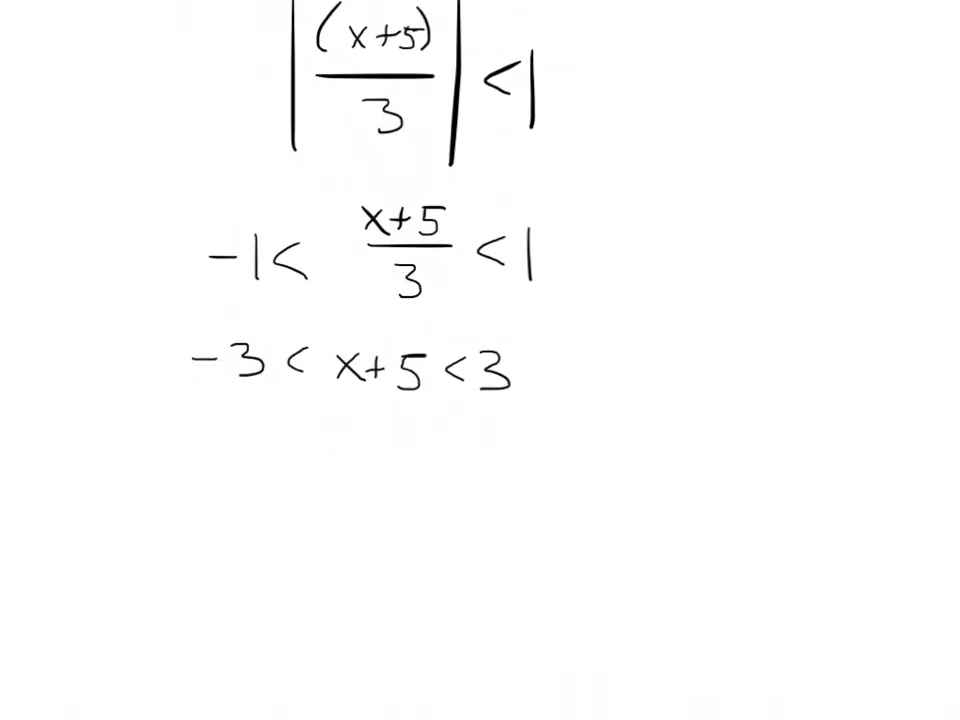 |(x+5)/3| < 1
-1 < (x+5)/3 < 1
-3 < x+5 < 3